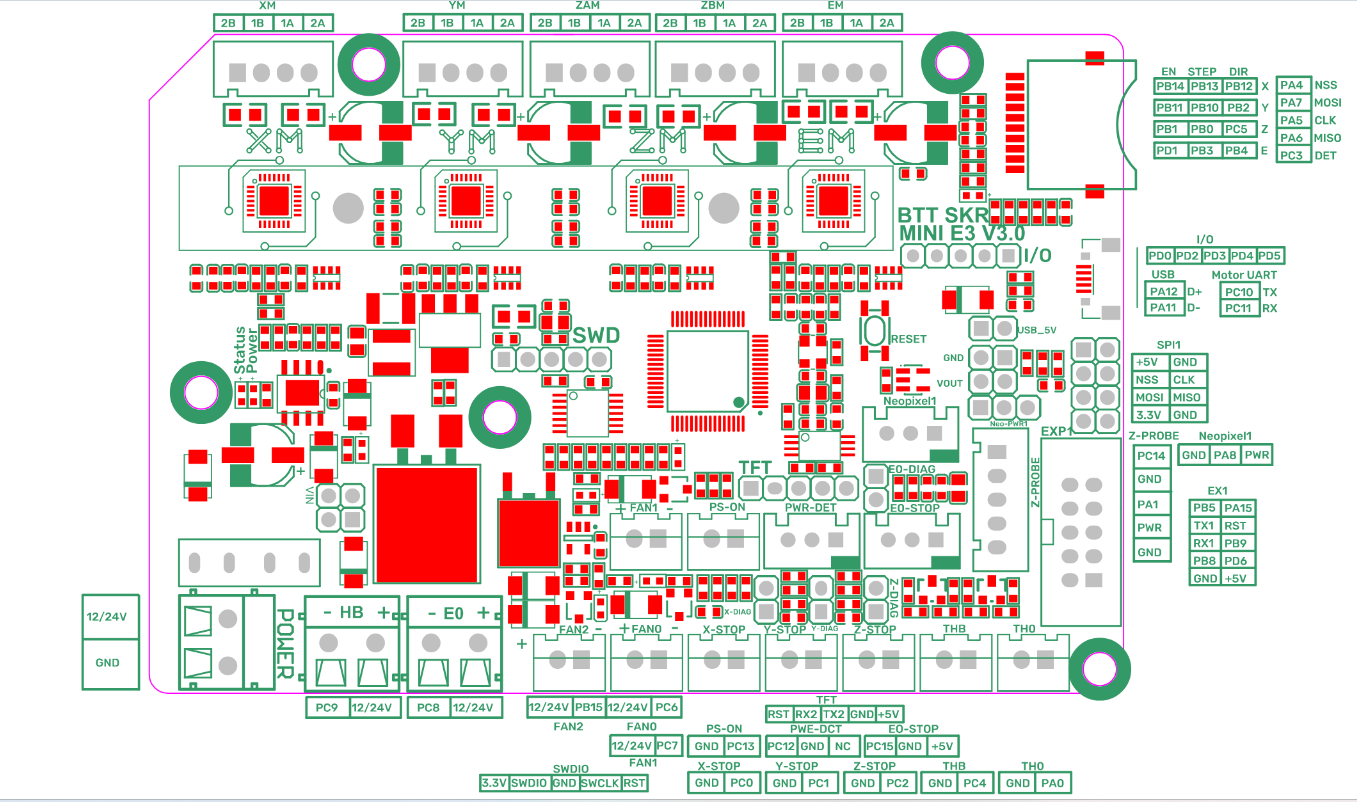 XM YM ZAM ZBM EM
2B 1B 1A 2A 2B 1B 1A 2A 2B 1B 1A 2A 2B 1B 1A 2A 2B 1B 1A 2A
EN STEP DIR
PB14 PB13 PB12 X PA4 NSS
PB11 PB10 PB2 Y PA7 MOSI
PB1 PB0 PC5 Z PA5 CLK
PD1 PB3 PB4 E PA6 MISO
PC3 DET
+ XM + YM + ZM + EM
BTT SKR
MINI E3 V3.0
I/O
I/O
PD0 PD2 PD3 PD4 PD5
USB Motor UART
PA12 D+ PC10 TX
PA11 D- PC11 RX
Status
Power
SWD
RESET
USB_5V
GND
VOUT
Neopixel1
Neo-PWR1
SPI1
+5V GND
NSS CLK
MOSI MISO
3.3V GND
EXP1
Z-PROBE Neopixel1
PC14 GND PA8 PWR
GND
PA1
PWR
GND
EX1
PB5 PA15
TX1 RST
RX1 PB9
PB8 PD6
GND +5V
Z-PROBE
TFT
E0-DIAG
+
VIN
+ FAN1 - PS-ON PWR-DET E0-STOP
X-DIAG Y-DIAG Z-DIAG
12/24V
GND
POWER
- HB + - E0 +
+ FAN2 - + FAN0 - X-STOP Y-STOP Z-STOP THB TH0
PC9 12/24V PC8 12/24V 12/24V PB15 12/24V PC6
FAN2 FAN0
TFT
RST RX2 TX2 GND +5V
PS-ON PWE-DCT EO-STOP
12/24V PC7 GND PC13 PC12 GND NC PC15 GND +5V
FAN1
SWDIO X-STOP Y-STOP Z-STOP THB TH0
3.3V SWDIO GND SWCLK RST GND PC0 GND PC1 GND PC2 GND PC4 GND PA0